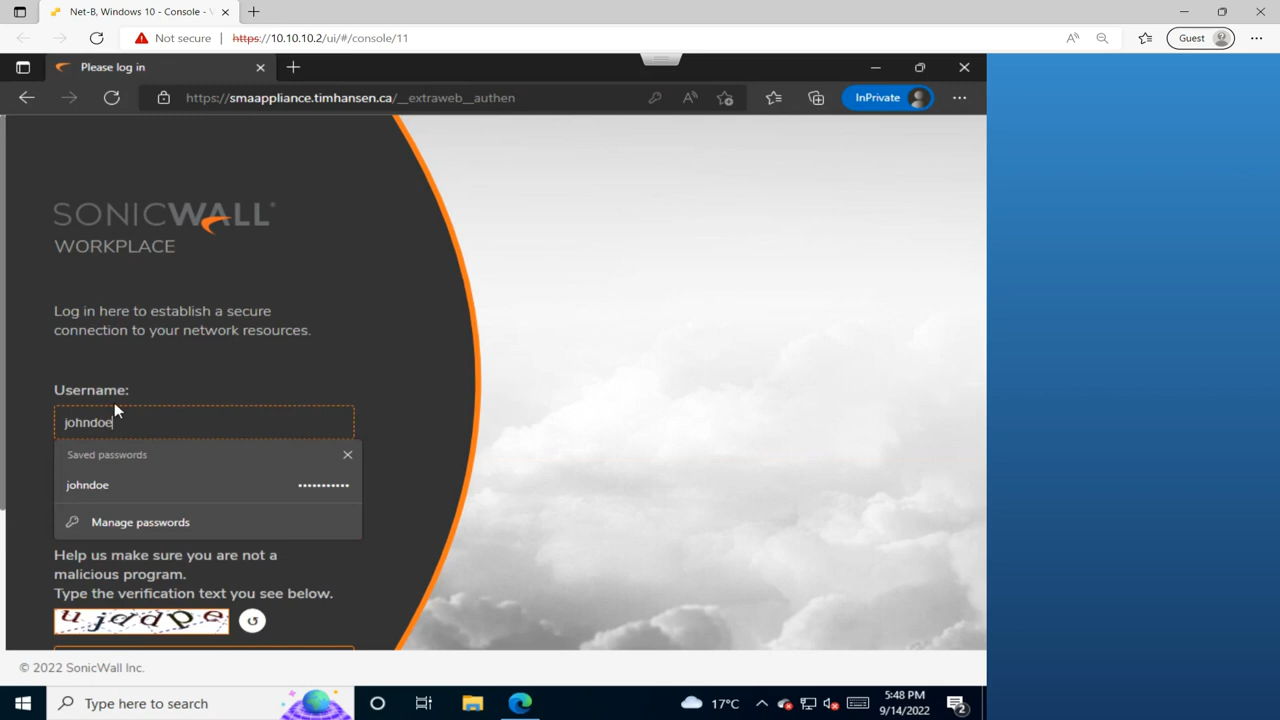 Net-B, Windows 10 - Console - \
Not secure
https://10.10.10.2/ui/#/console/11
Guest
Please log in
https://smaappliance.timhansen.ca/__extraweb__authen
InPrivate
SONICWALL
WORKPLACE
Log in here to establish a secure
connection to your network resources.
Username:
johndoe
Saved passwords
johndoe
Manage passwords
Help us make sure you are not a
malicious program.
Type the verification text you see below.
ujddpe
© 2022 SonicWall Inc.
Type here to search
17°C
5:48 PM
9/14/2022
2